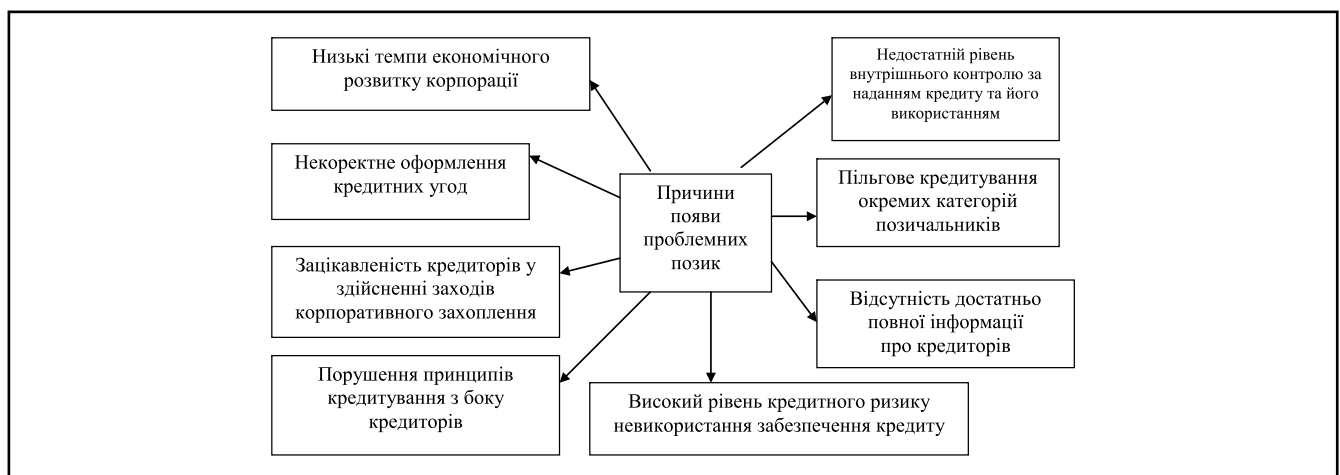 Низькі темпи економічного
розвитку корпорації
Недостатній рівень
внутрішнього контролю за
наданням кредиту та його
використанням
Некоректне оформлення
кредитних угод
Причини
появи
проблемних
позик
Пільгове кредитування
окремих категорій
позичальників
Зацікавленість кредиторів у
здійсненні заходів
корпоративного захоплення
Відсутність достатньо
повної інформації
про кредиторів
Порушення принципів
кредитування з боку
кредиторів
Високий рівень кредитного ризику
невикористання забезпечення кредиту